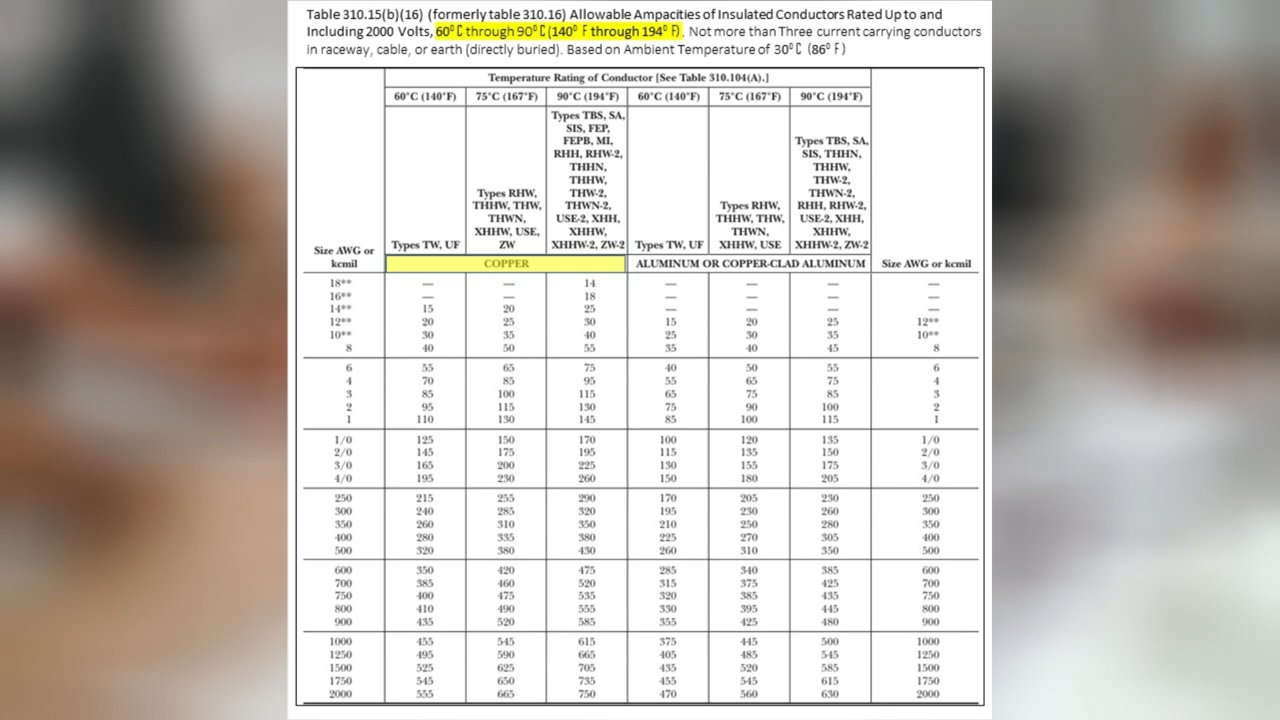 Table 310.15(b)(16) (formerly table 310.16) Allowable Ampacities of Insulated Conductors Rated Up to and
Including 2000 Volts, 60° C through 90° C (140° F through 194° F). Not more than Three current carrying conductors
in raceway, cable, or earth (directly buried). Based on Ambient Temperature of 30° C (86° F)
Temperature Rating of Conductor [See Table 310.104(A).]
60°C (140°F) 75°C (167°F) 90°C (194°F) 60°C (140°F) 75°C (167°F) 90°C (194°F)
Size AWG or
kcmil
Types TW, UF
Types RHW,
THHW, THW,
THWN,
XHHW, USE,
ZW
Types TBS, SA,
SIS, FEP,
FEPB, MI,
RHH, RHW-2,
THHN,
THHW,
THW-2,
THWN-2,
USE-2, XHH,
XHHW,
XHHW-2, ZW-2
Types TW, UF
Types RHW,
THHW, THW,
THWN,
XHHW, USE
Types TBS, SA,
SIS, THHN,
THHW,
THW-2,
THWN-2,
RHH, RHW-2,
USE-2, XHH,
XHHW,
XHHW-2, ZW-2
COPPER ALUMINUM OR COPPER-CLAD ALUMINUM Size AWG or kcmil
18** — — 14 — — — —
16** — — 18 — — — —
14** 15 20 25 — — — —
12** 20 25 30 15 20 25 12**
10** 30 35 40 25 30 35 10**
8 40 50 55 35 40 45 8
6 55 65 75 40 50 55 6
4 70 85 95 55 65 75 4
3 85 100 115 65 75 85 3
2 95 115 130 75 90 100 2
1 110 130 145 85 100 115 1
1/0 125 150 170 100 120 135 1/0
2/0 145 175 195 115 135 150 2/0
3/0 165 200 225 130 155 175 3/0
4/0 195 230 260 150 180 205 4/0
250 215 255 290 170 205 230 250
300 240 285 320 195 230 260 300
350 260 310 350 210 250 280 350
400 280 335 380 225 270 305 400
500 320 380 430 260 310 350 500
600 350 420 475 285 340 385 600
700 385 460 520 315 375 425 700
750 400 475 535 320 385 435 750
800 410 490 555 330 395 445 800
900 435 520 585 355 425 480 900
1000 455 545 615 375 445 500 1000
1250 495 590 665 405 485 545 1250
1500 525 625 705 435 520 585 1500
1750 545 650 735 455 545 615 1750
2000 555 665 750 470 560 630 2000